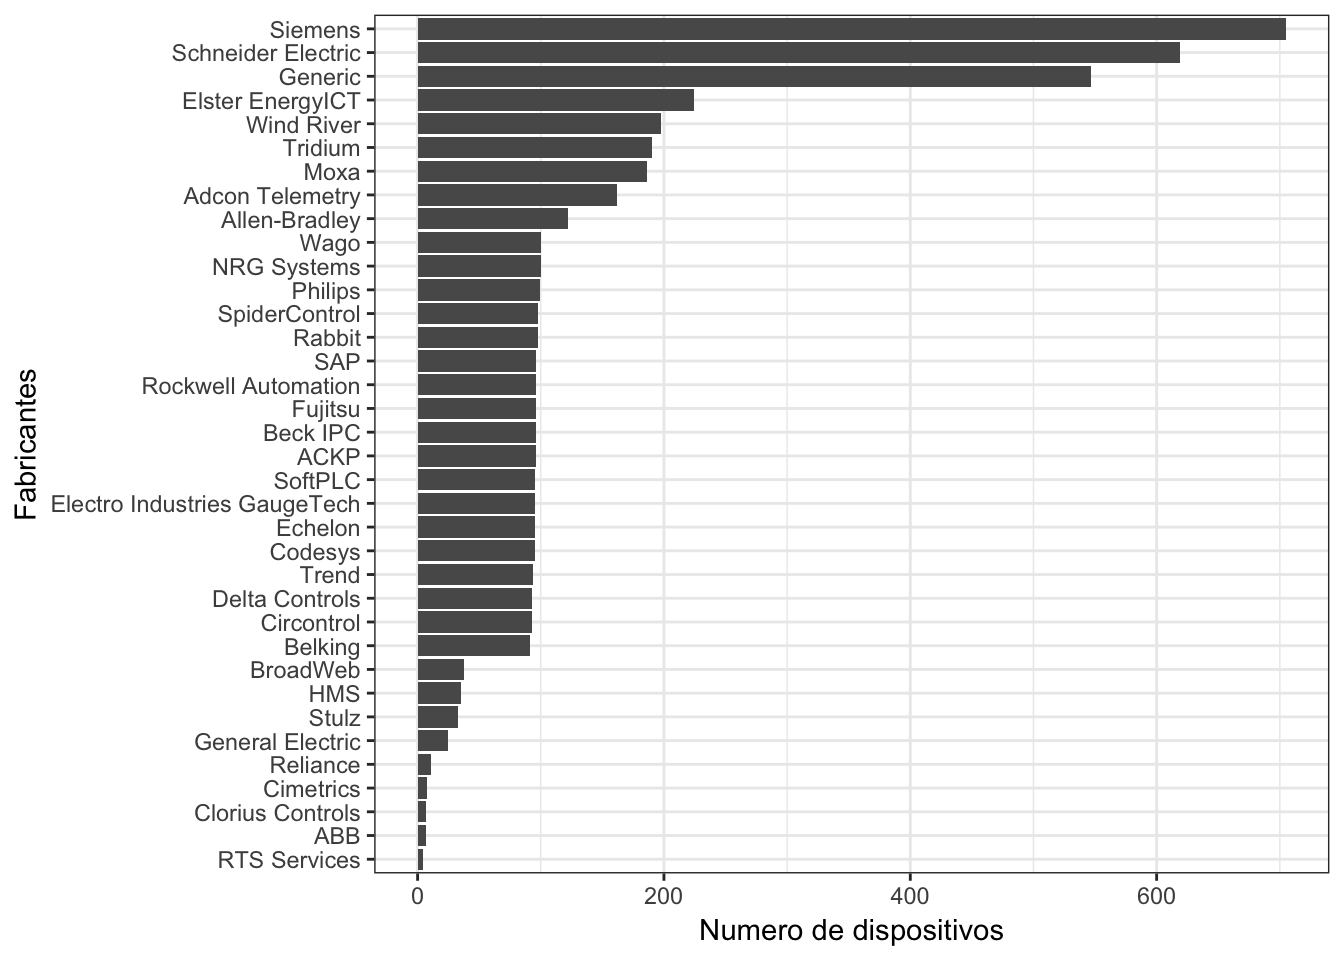 Siemens
Schneider Electric
Generic
Elster EnergyICT
Wind River
Tridium
Moxa
Adcon Telemetry
Allen-Bradley
Wago
NRG Systems
Philips
SpiderControl
Rabbit
SAP
Rockwell Automation
Fujitsu
Beck IPC
ACKP
SoftPLC
Electro Industries GaugeTech
Echelon
Codesys
Trend
Delta Controls
Circontrol
Belking
BroadWeb
HMS
Stulz
General Electric
Reliance
Cimetrics
Clorius Controls
ABB
RTS Services
Fabricantes
0 200 400 600
Numero de dispositivos